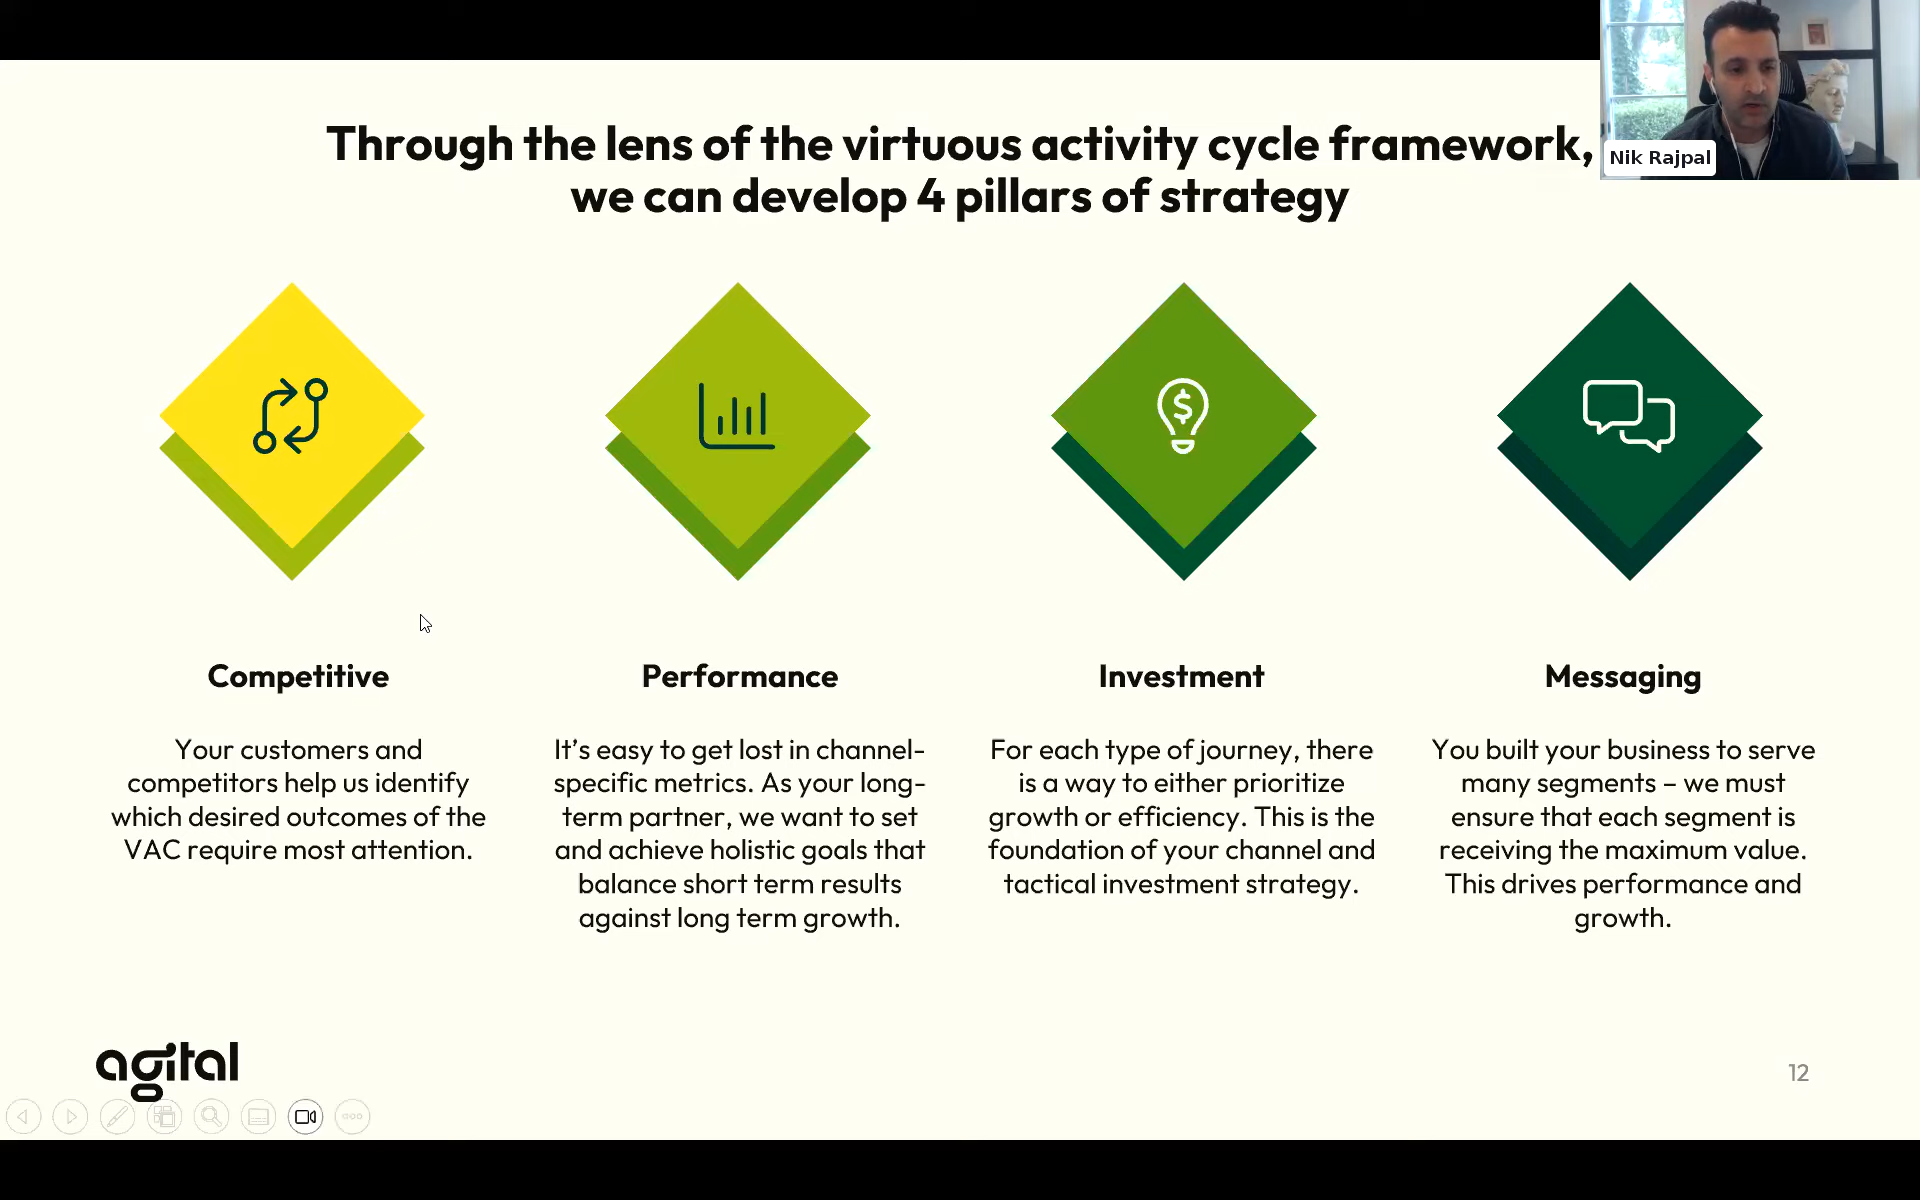 Through the lens of the virtuous activity cycle framework,
we can develop 4 pillars of strategy
Nik Rajpal
Competitive
Your customers and
competitors help us identify
which desired outcomes of the
VAC require most attention.
Performance
It’s easy to get lost in channel-
specific metrics. As your long-
term partner, we want to set
and achieve holistic goals that
balance short term results
against long term growth.
Investment
For each type of journey, there
is a way to either prioritize
growth or efficiency. This is the
foundation of your channel and
tactical investment strategy.
Messaging
You built your business to serve
many segments – we must
ensure that each segment is
receiving the maximum value.
This drives performance and
growth.
agital
12